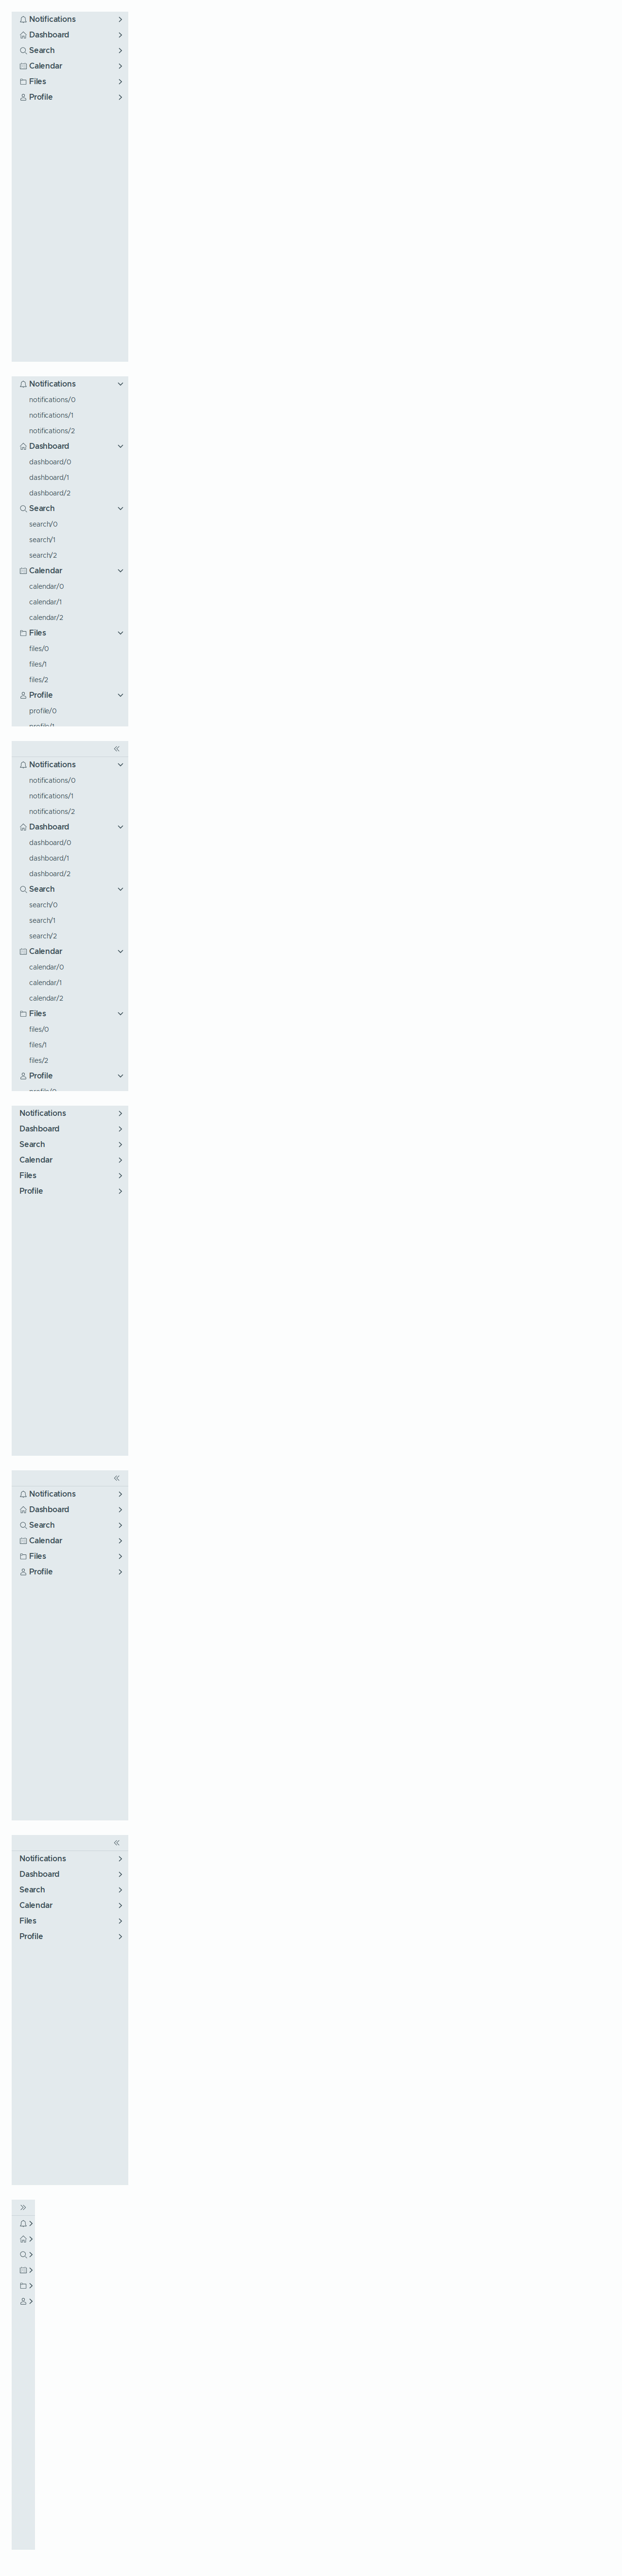 Notifications
Dashboard
Search
Calendar
Files
Profile
Notifications
notifications/0
notifications/1
notifications/2
Dashboard
dashboard/0
dashboard/1
dashboard/2
Search
search/0
search/1
search/2
Calendar
calendar/0
calendar/1
calendar/2
Files
files/0
files/1
files/2
Profile
profile/0
profile/1
Notifications
notifications/0
notifications/1
notifications/2
Dashboard
dashboard/0
dashboard/1
dashboard/2
Search
search/0
search/1
search/2
Calendar
calendar/0
calendar/1
calendar/2
Files
files/0
files/1
files/2
Profile
profile/0
Notifications
Dashboard
Search
Calendar
Files
Profile
Notifications
Dashboard
Search
Calendar
Files
Profile
Notifications
Dashboard
Search
Calendar
Files
Profile